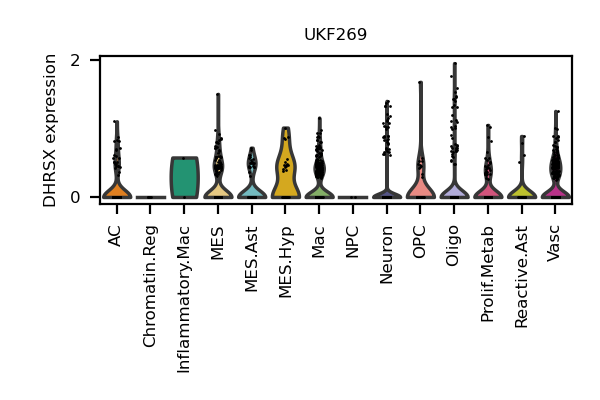 UKF269
DHRSX expression
2
0
AC
Chromatin.Reg
Inflammatory.Mac
MES
MES.Ast
MES.Hyp
Mac
NPC
Neuron
OPC
Oligo
Prolif.Metab
Reactive.Ast
Vasc